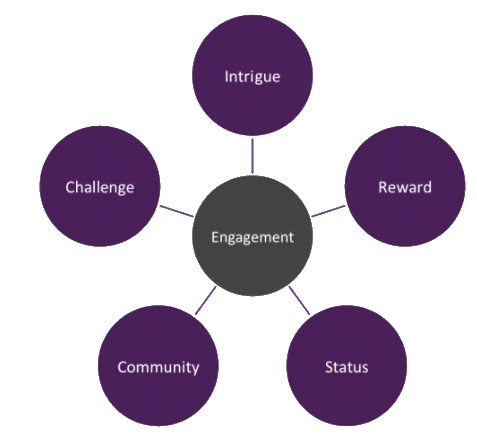 Intrigue
Challenge
Reward
Engagement
Community
Status